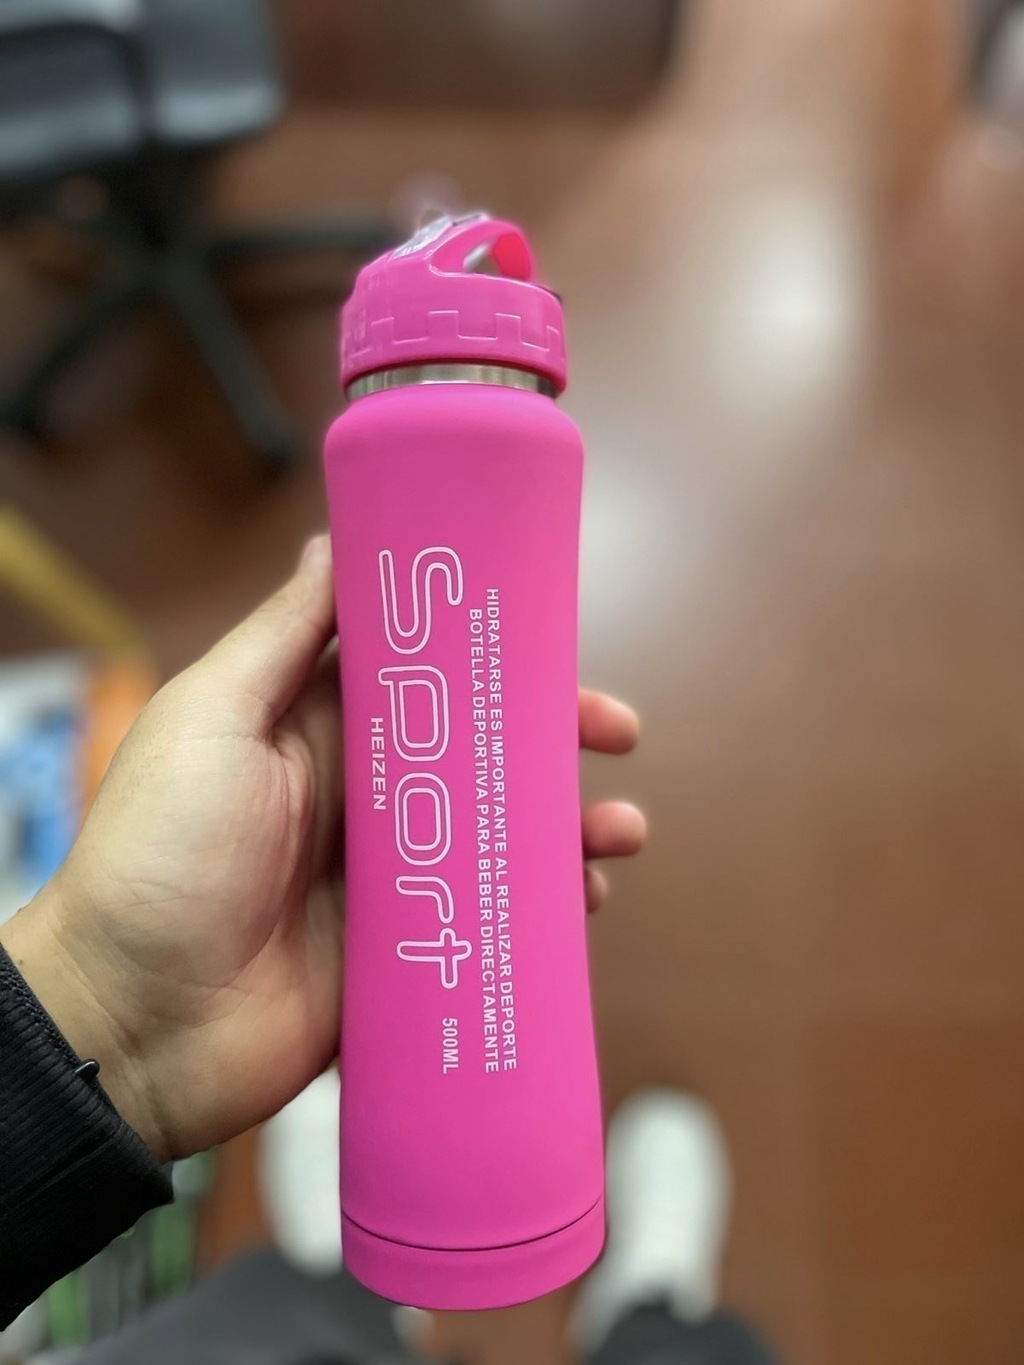 HIDRATARSE ES IMPORTANTE AL REALIZAR DEPORTE
BOTELLA DEPORTIVA PARA BEBER DIRECTAMENTE
Sport
500ML
HEIZEN